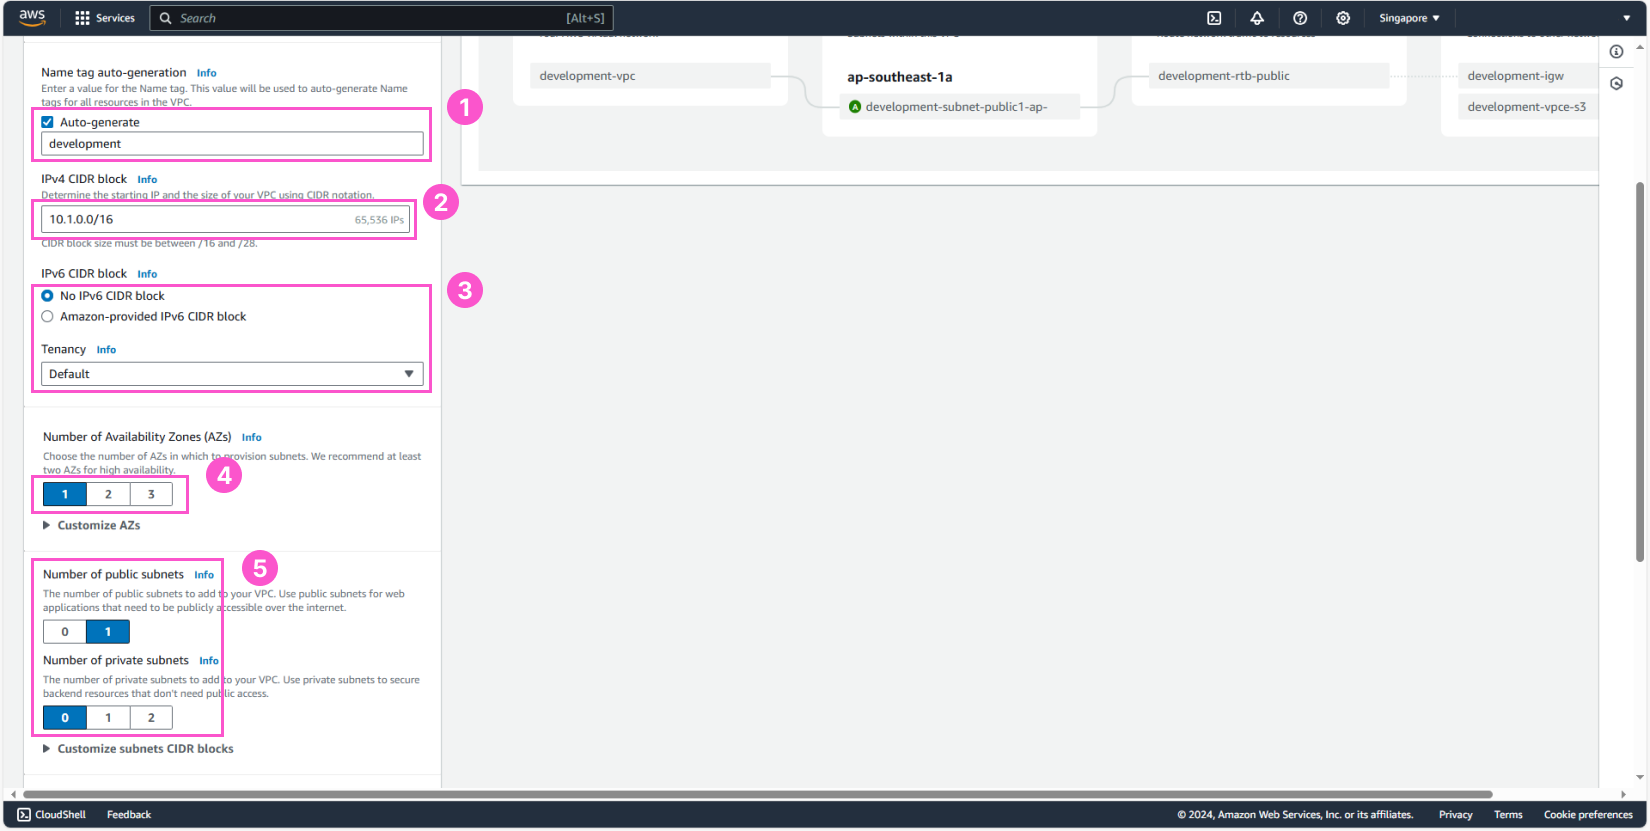 aws
Services
Search
[Alt+S]
Singapore
Name tag auto-generation Info
Enter a value for the Name tag. This value will be used to auto-generate Name
tags for all resources in the VPC.
1
Auto-generate
development
IPv4 CIDR block Info
Determine the starting IP and the size of your VPC using CIDR notation.
2
10.1.0.0/16 65,536 IPs
CIDR block size must be between /16 and /28.
IPv6 CIDR block Info
3
No IPv6 CIDR block
Amazon-provided IPv6 CIDR block
Tenancy Info
Default
Number of Availability Zones (AZs) Info
Choose the number of AZs in which to provision subnets. We recommend at least
two AZs for high availability.
4
1 2 3
Customize AZs
5
Number of public subnets Info
The number of public subnets to add to your VPC. Use public subnets for web
applications that need to be publicly accessible over the internet.
0 1
Number of private subnets Info
The number of private subnets to add to your VPC. Use private subnets to secure
backend resources that don't need public access.
0 1 2
Customize subnets CIDR blocks
development-vpc
ap-southeast-1a
A development-subnet-public1-ap-
development-rtb-public
development-igw
development-vpce-s3
CloudShell
Feedback
© 2024, Amazon Web Services, Inc. or its affiliates.
Privacy
Terms
Cookie preferences